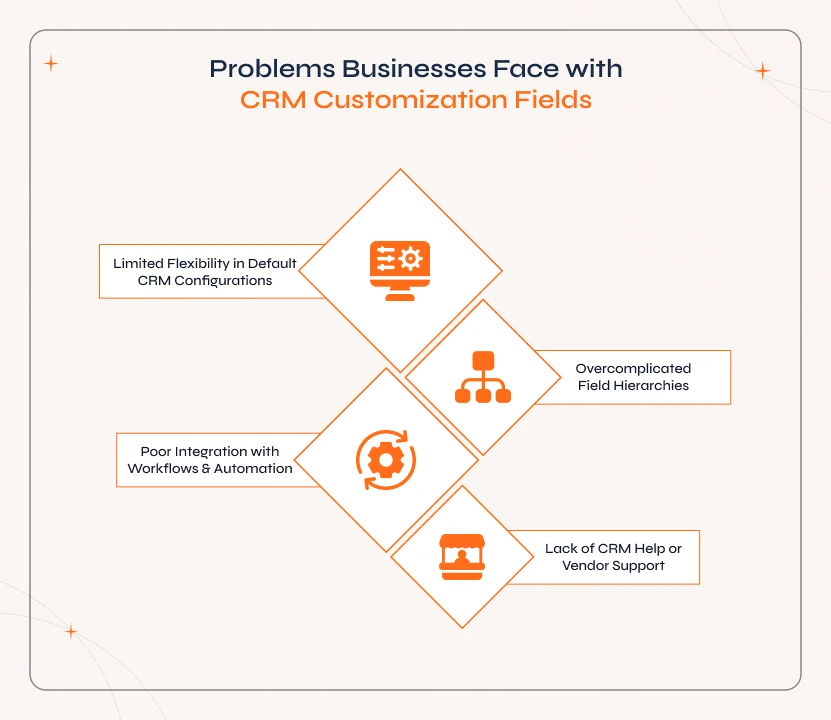 Problems Businesses Face with
CRM Customization Fields
Limited Flexibility in Default
CRM Configurations
Overcomplicated
Field Hierarchies
Poor Integration with
Workflows & Automation
Lack of CRM Help or
Vendor Support